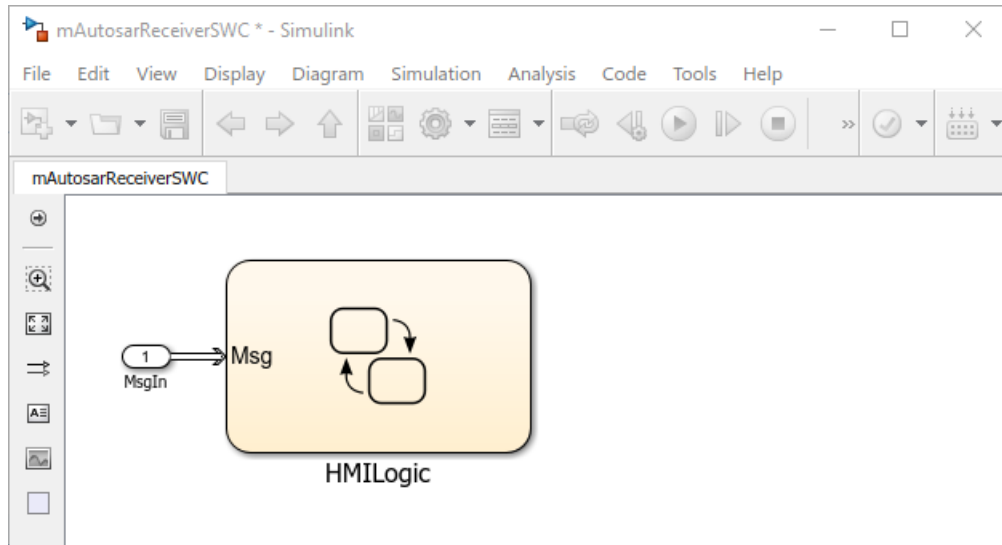 mAutosarReceiverSWC * - Simulink
File Edit View Display Diagram Simulation Analysis Code Tools Help
»
mAutosarReceiverSWC
1
Msg
MsgIn
HMILogic
A